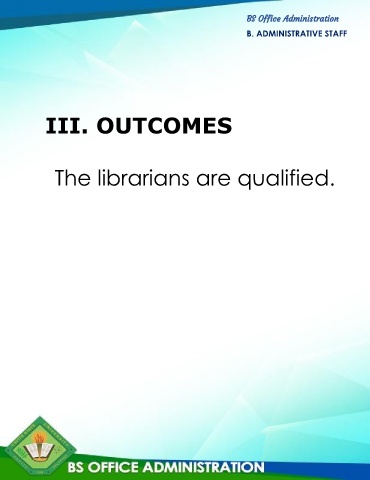 BS Office Administration
B. ADMINISTRATIVE STAFF
III. OUTCOMES
The librarians are qualified.
BS OFFICE ADMINISTRATION